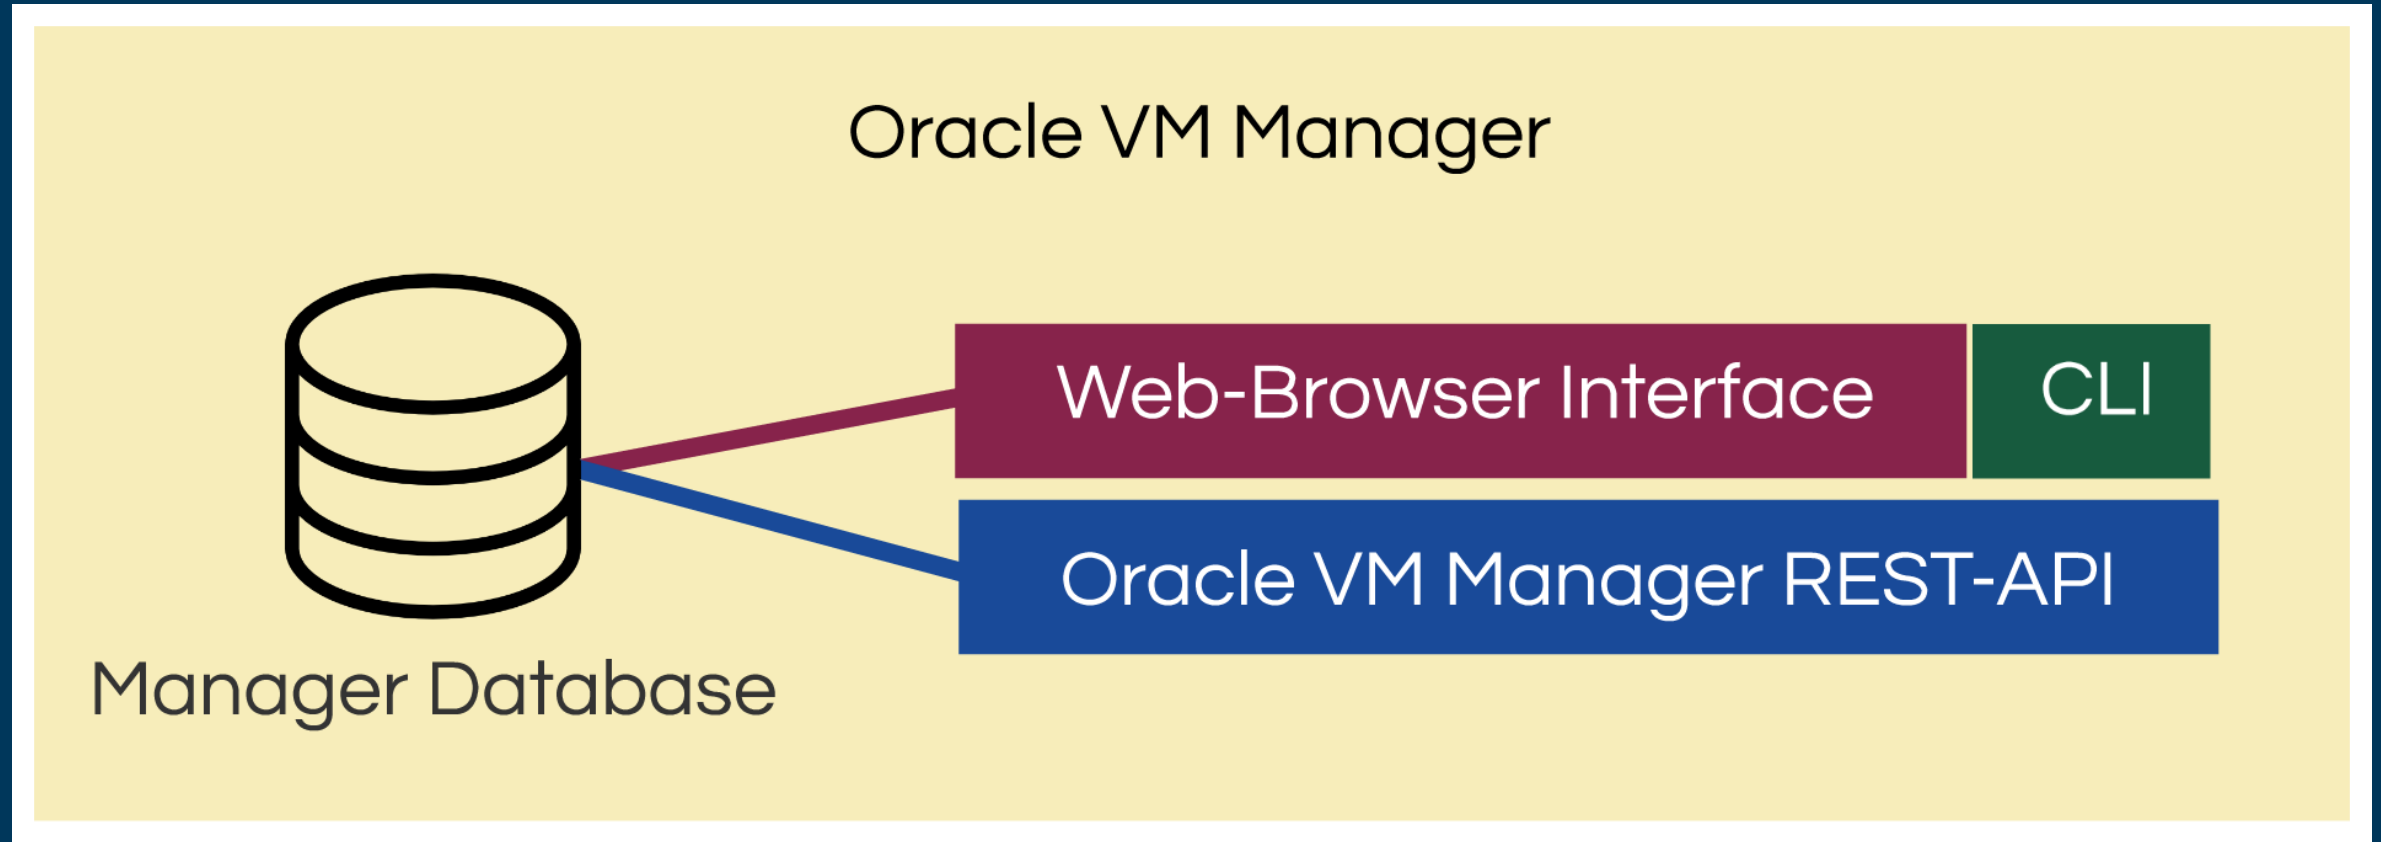 Oracle VM Manager
Web-Browser Interface
CLI
Oracle VM Manager REST-API
Manager Database